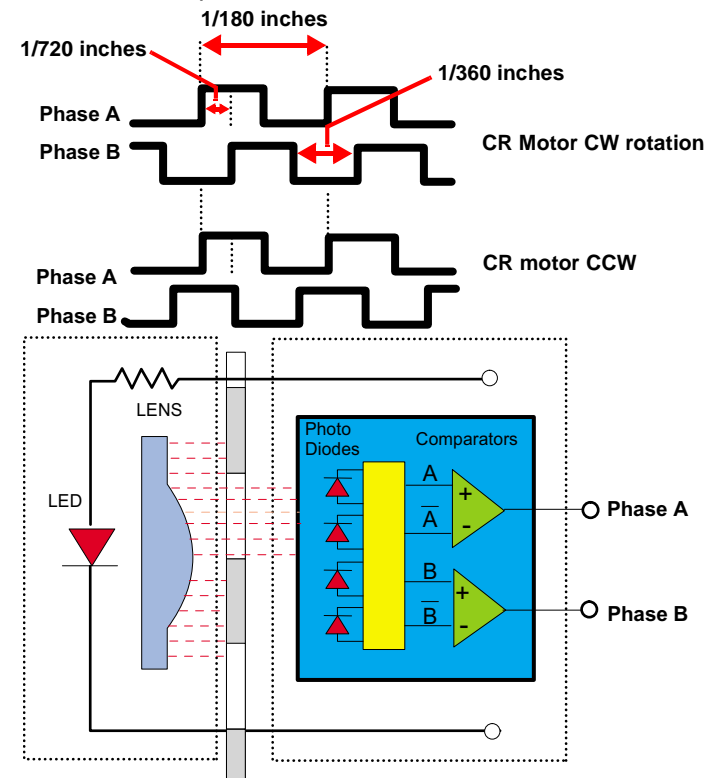 1/180 inches
1/720 inches
1/360 inches
Phase A
Phase B
CR Motor CW rotation
Phase A
CR motor CCW
Phase B
LENS
LED
Photo
Diodes
Comparators
A
+
A̅
-
Phase A
B
+
B̅
-
Phase B